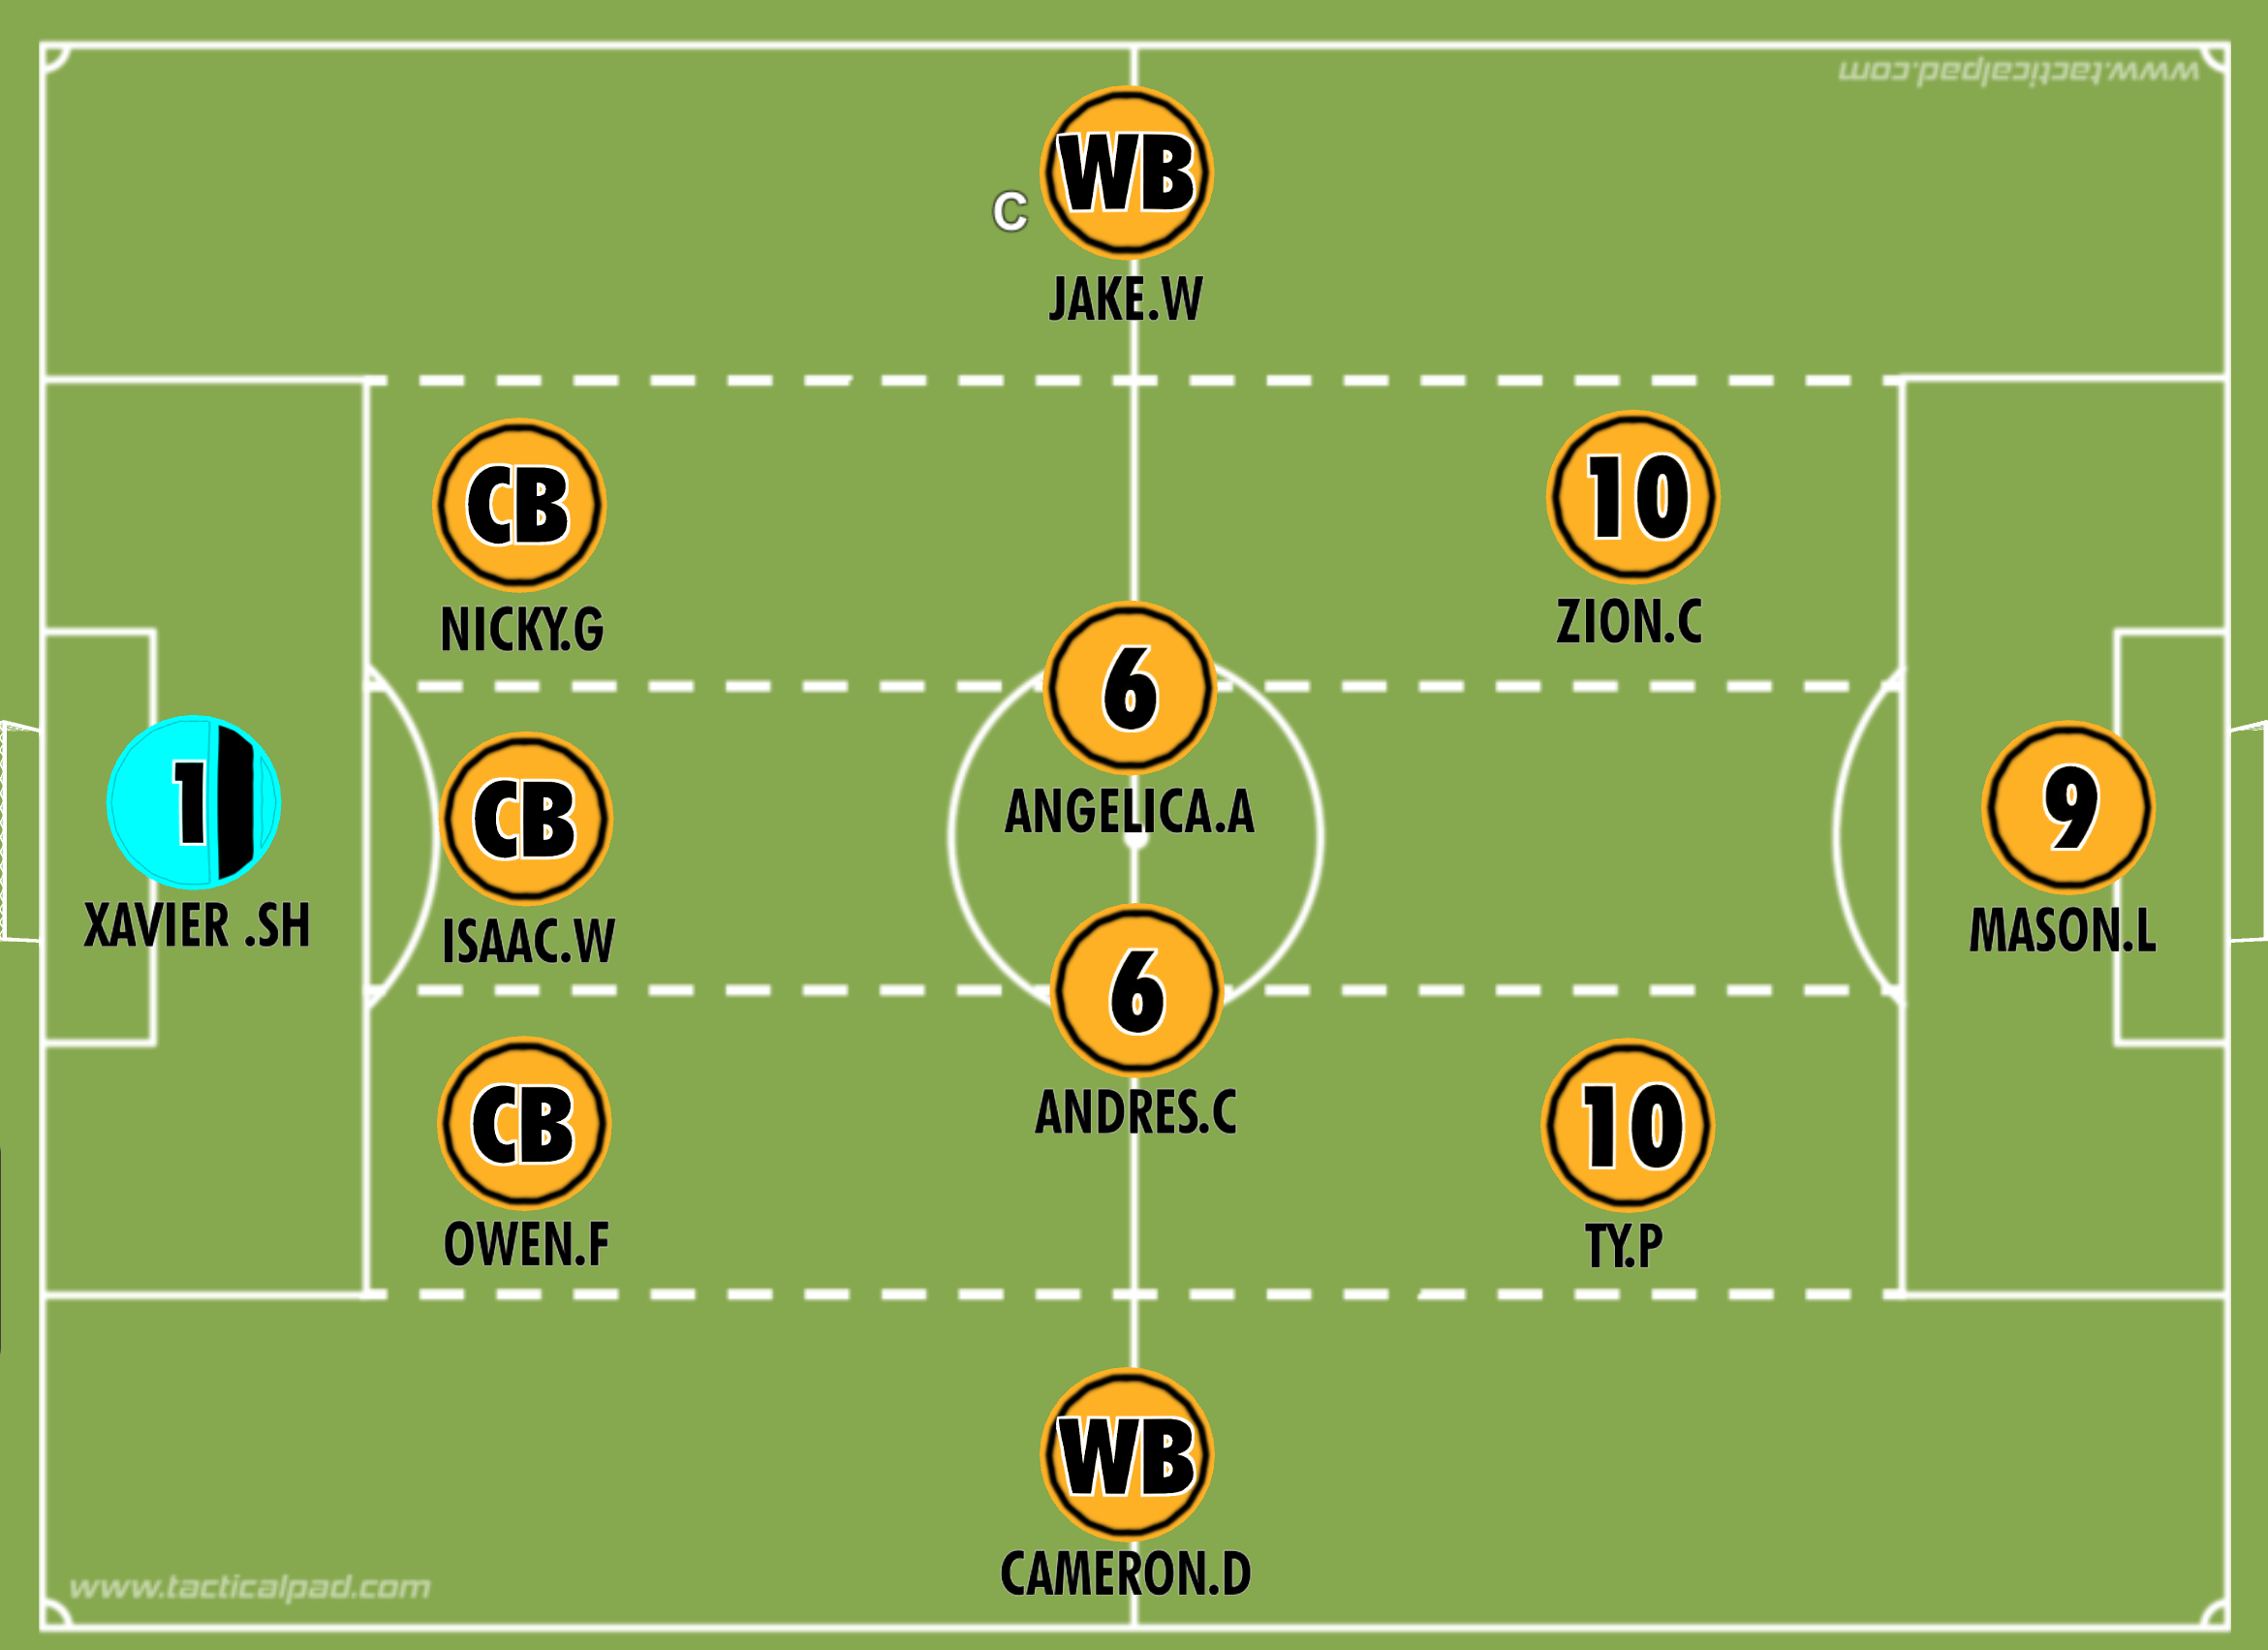 www.tacticalpad.com
WB
C
JAKE.W
CB
NICKY.G
10
ZION.C
6
ANGELICA.A
1
XAVIER .SH
CB
ISAAC.W
9
MASON.L
6
ANDRES.C
CB
OWEN.F
10
TY.P
WB
CAMERON.D
www.tacticalpad.com